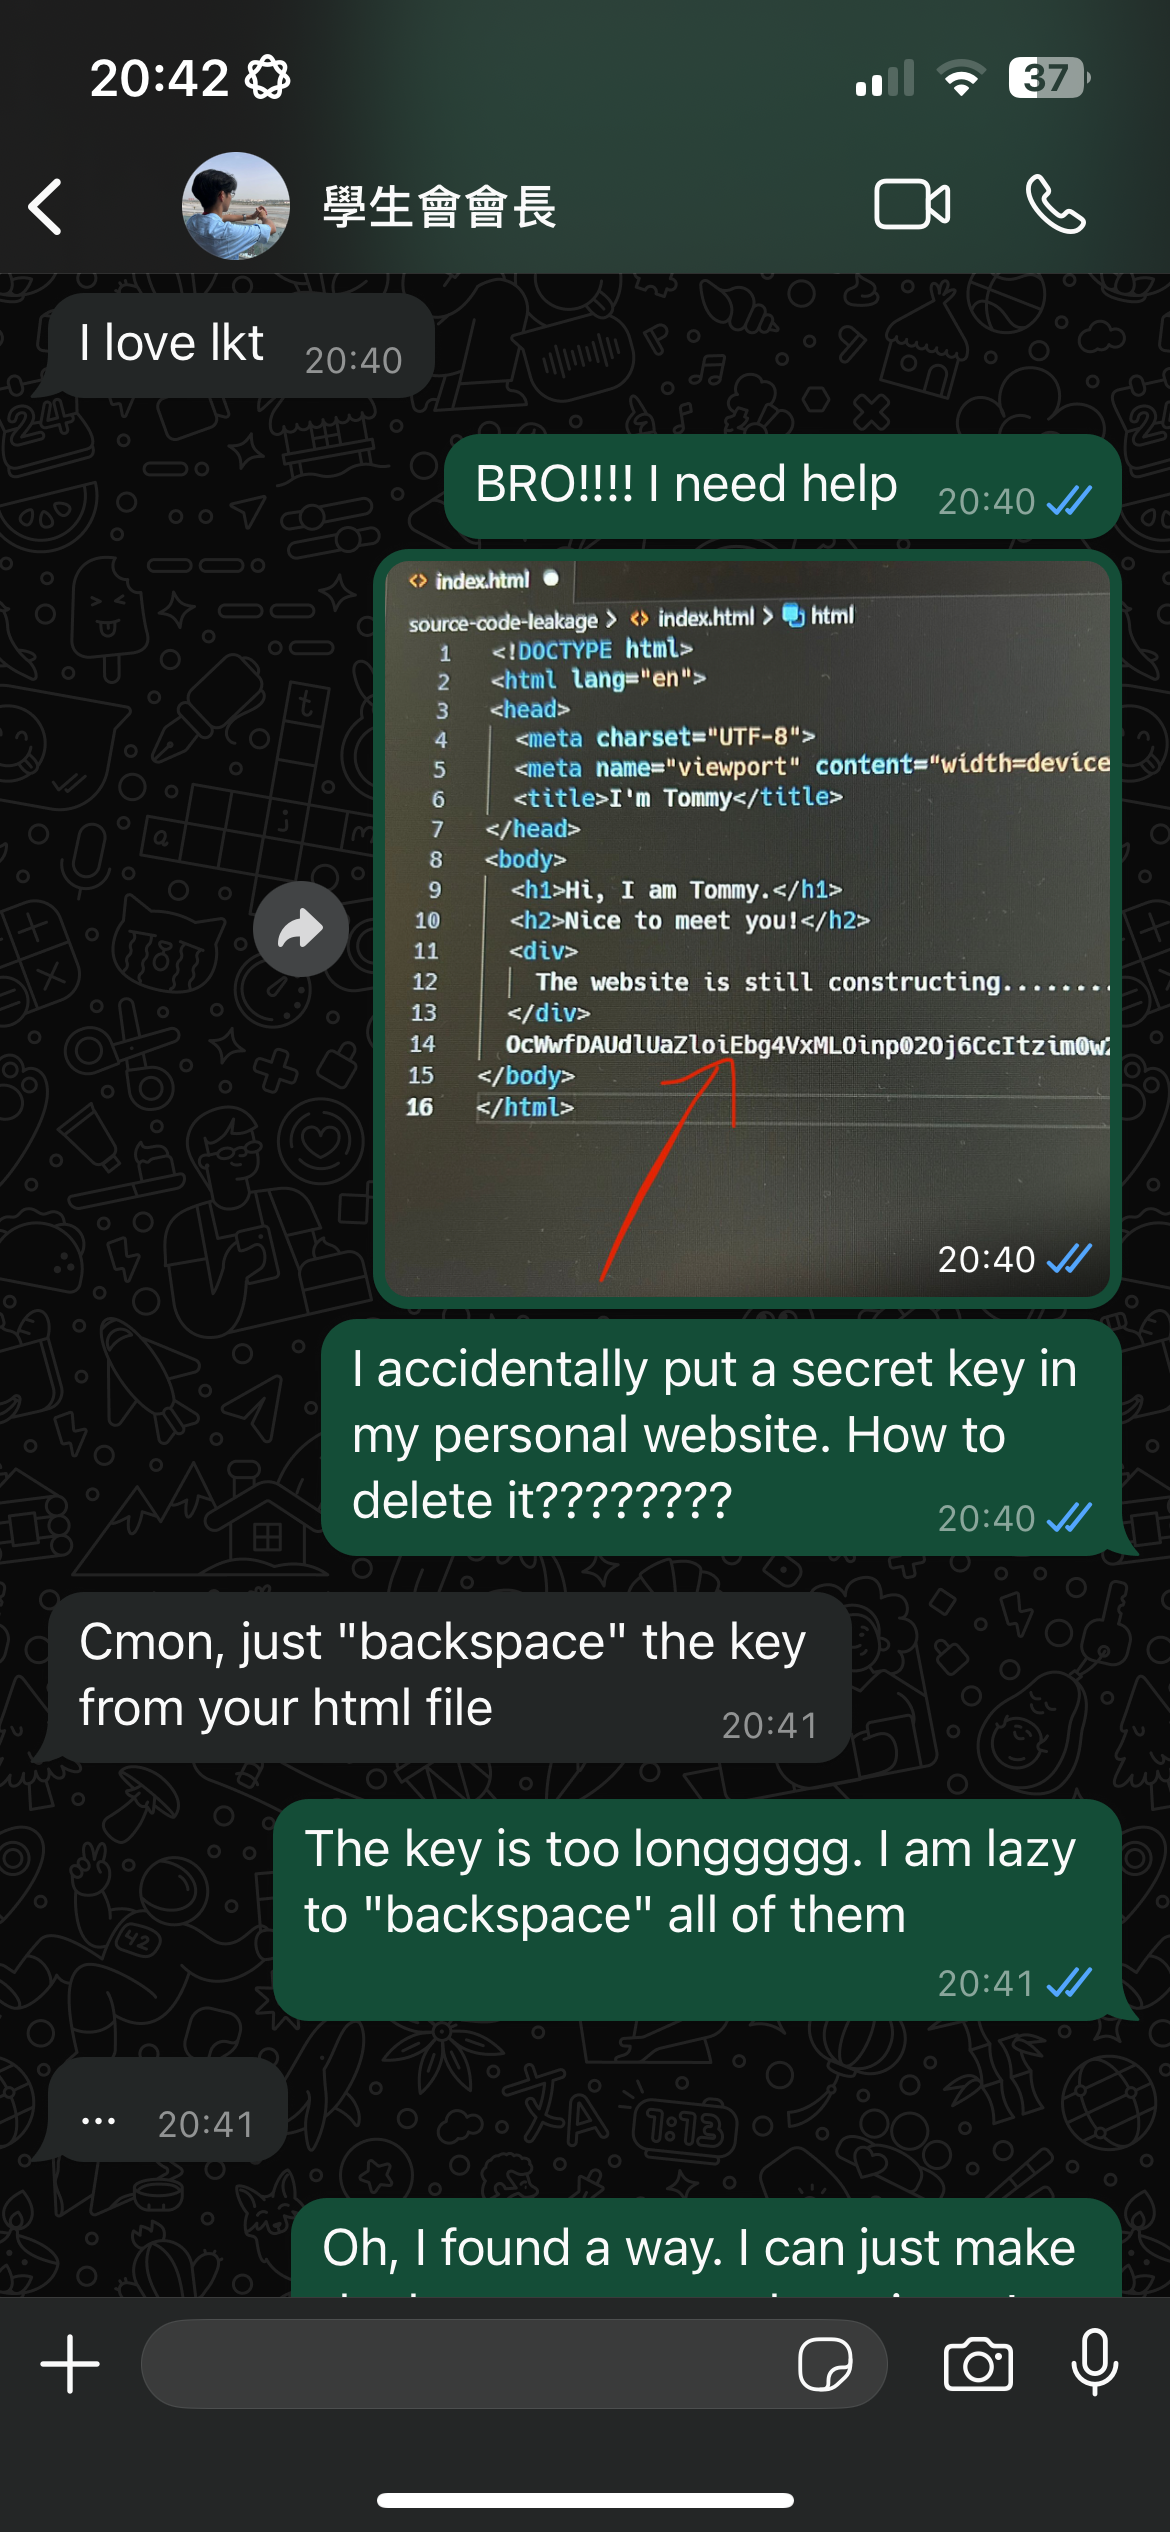 20:42
37
學生會會長
I love lkt 20:40
BRO!!!! I need help 20:40
index.html
source-code-leakage > index.html > html
1 <!DOCTYPE html>
2 <html lang="en">
3 <head>
4 <meta charset="UTF-8">
5 <meta name="viewport" content="width=device
6 <title>I'm Tommy</title>
7 </head>
8 <body>
9 <h1>Hi, I am Tommy.</h1>
10 <h2>Nice to meet you!</h2>
11 <div>
12 The website is still constructing........
13 </div>
14 OcWwfDAUdlUaZloiEbg4VxMLOinp02Oj6CcItzim0w
15 </body>
16 </html>
20:40
I accidentally put a secret key in
my personal website. How to
delete it???????? 20:40
Cmon, just "backspace" the key
from your html file 20:41
The key is too longgggg. I am lazy
to "backspace" all of them
20:41
... 20:41
Oh, I found a way. I can just make